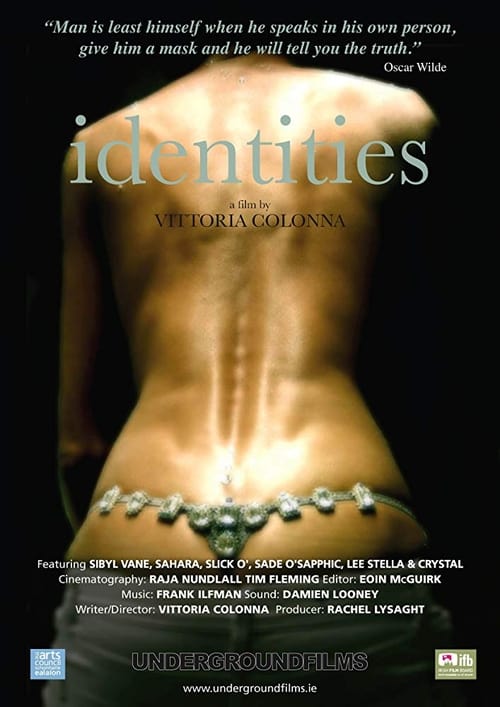 “Man is least himself when he speaks in his own person,
give him a mask and he will tell you the truth.”
Oscar Wilde
identities
a film by
VITTORIA COLONNA
Featuring SIBYL VANE, SAHARA, SLICK O', SADE O'SAPPHIC, LEE STELLA & CRYSTAL
Cinematography: RAJA NUNDLALL TIM FLEMING Editor: EOIN McGUIRK
Music: FRANK ILFMAN Sound: DAMIEN LOONEY
Writer/Director: VITTORIA COLONNA Producer: RACHEL LYSAGHT
arts
council
ealaíon
ifb
UNDERGROUNDFILMS
www.undergroundfilms.ie